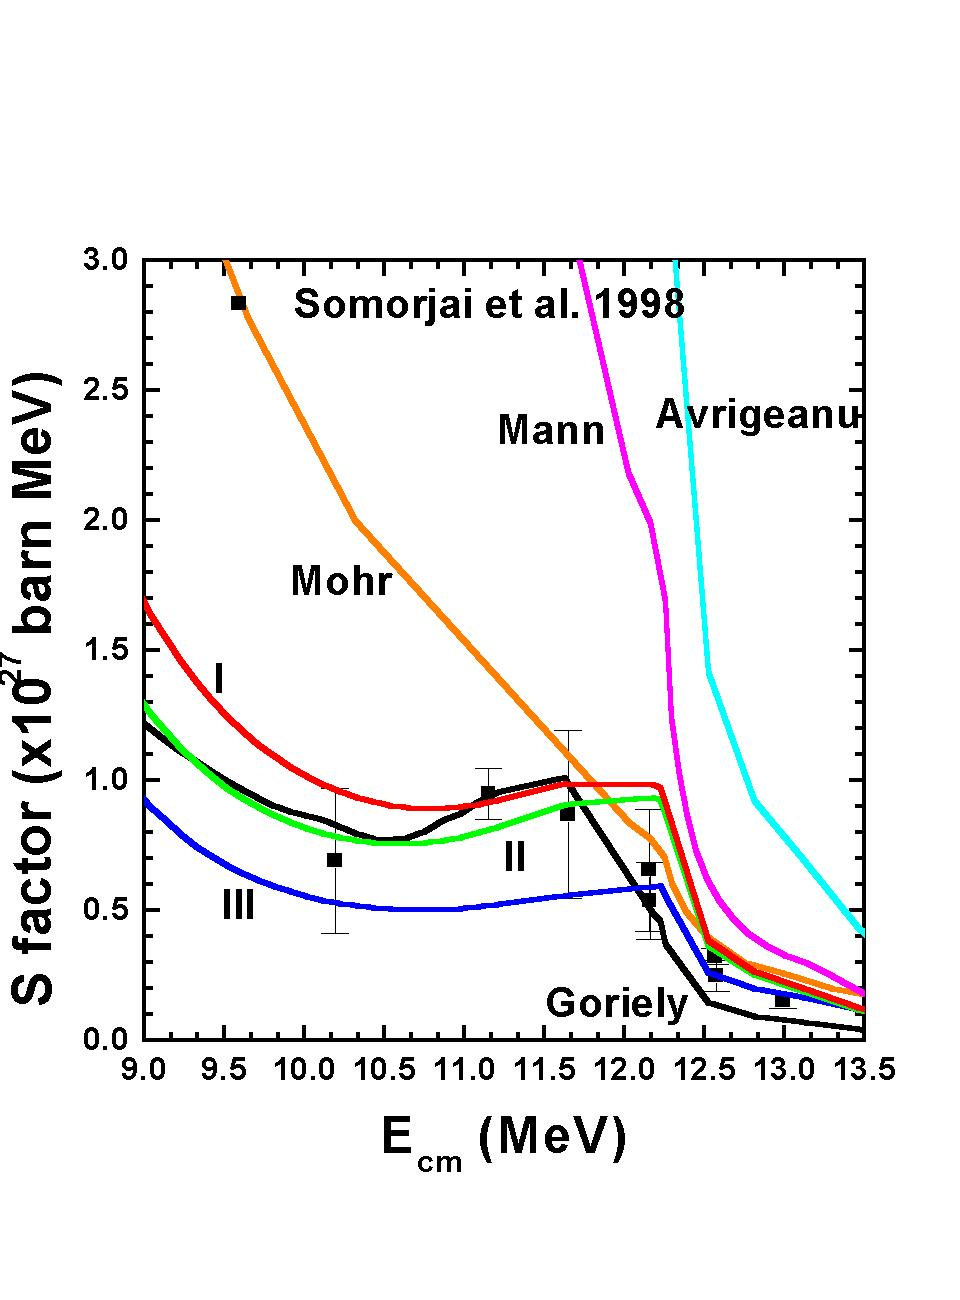 3.0
2.5
2.0
1.5
1.0
0.5
0.0
S factor (x10^27 barn MeV)
Somorjai et al. 1998
Mann
Avrigeanu
Mohr
I
II
III
Goriely
9.0 9.5 10.0 10.5 11.0 11.5 12.0 12.5 13.0 13.5
E_cm (MeV)